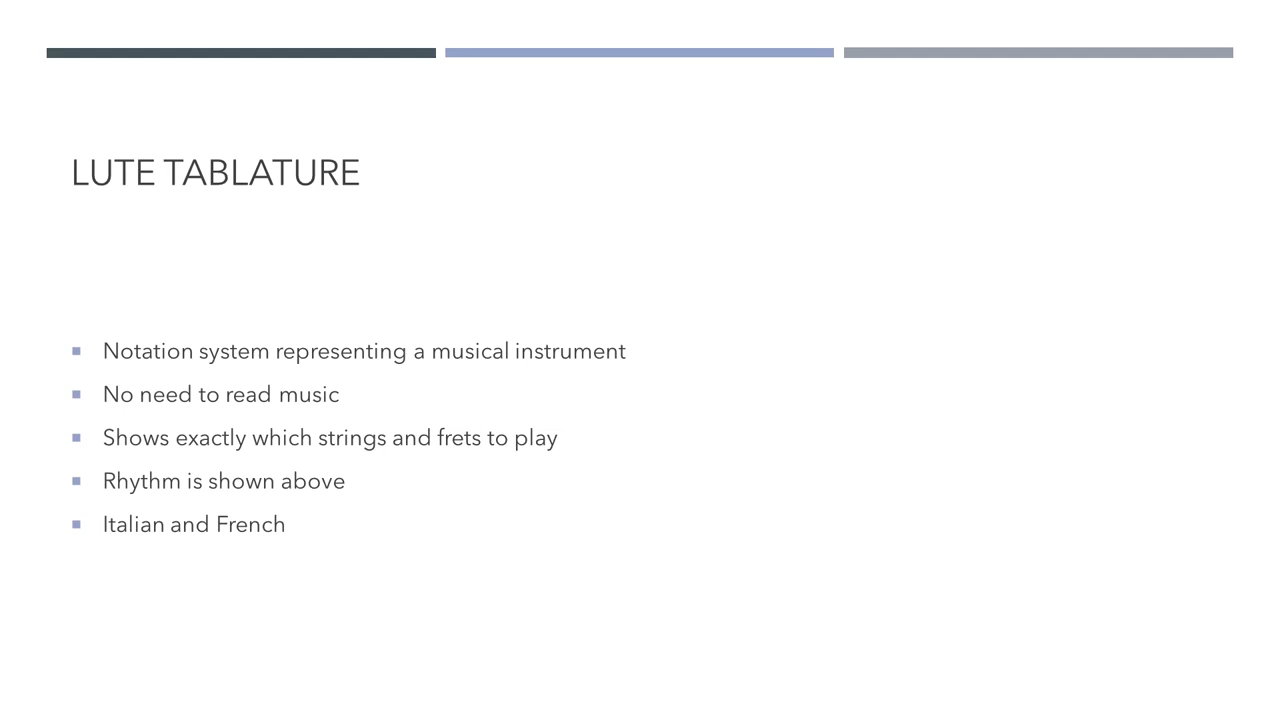 LUTE TABLATURE
Notation system representing a musical instrument
No need to read music
Shows exactly which strings and frets to play
Rhythm is shown above
Italian and French